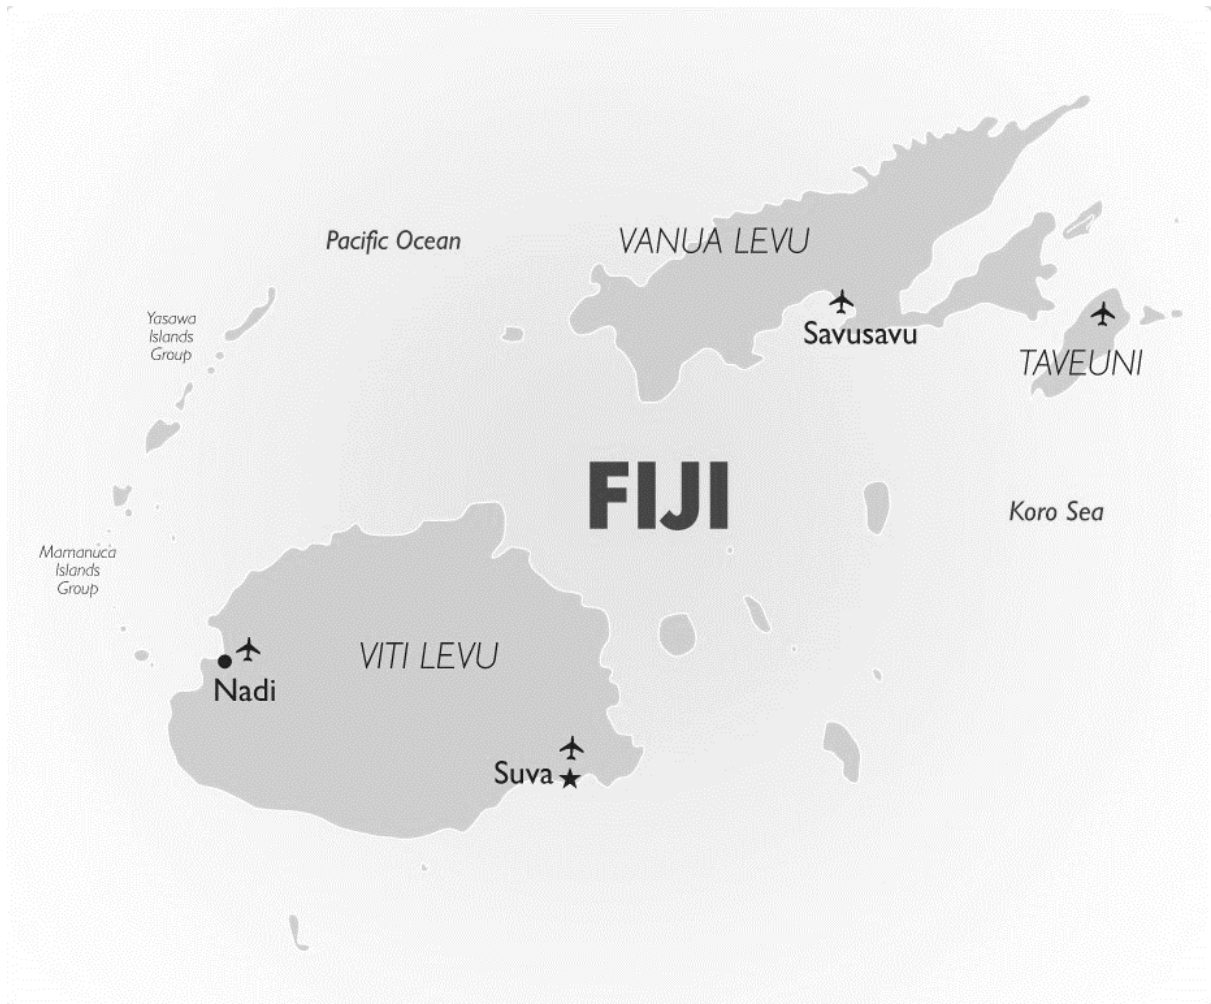 Pacific Ocean
VANUA LEVU
Yasawa
Islands
Group
Savusavu
TAVEUNI
FIJI
Koro Sea
Mamanuca
Islands
Group
VITI LEVU
Nadi
Suva